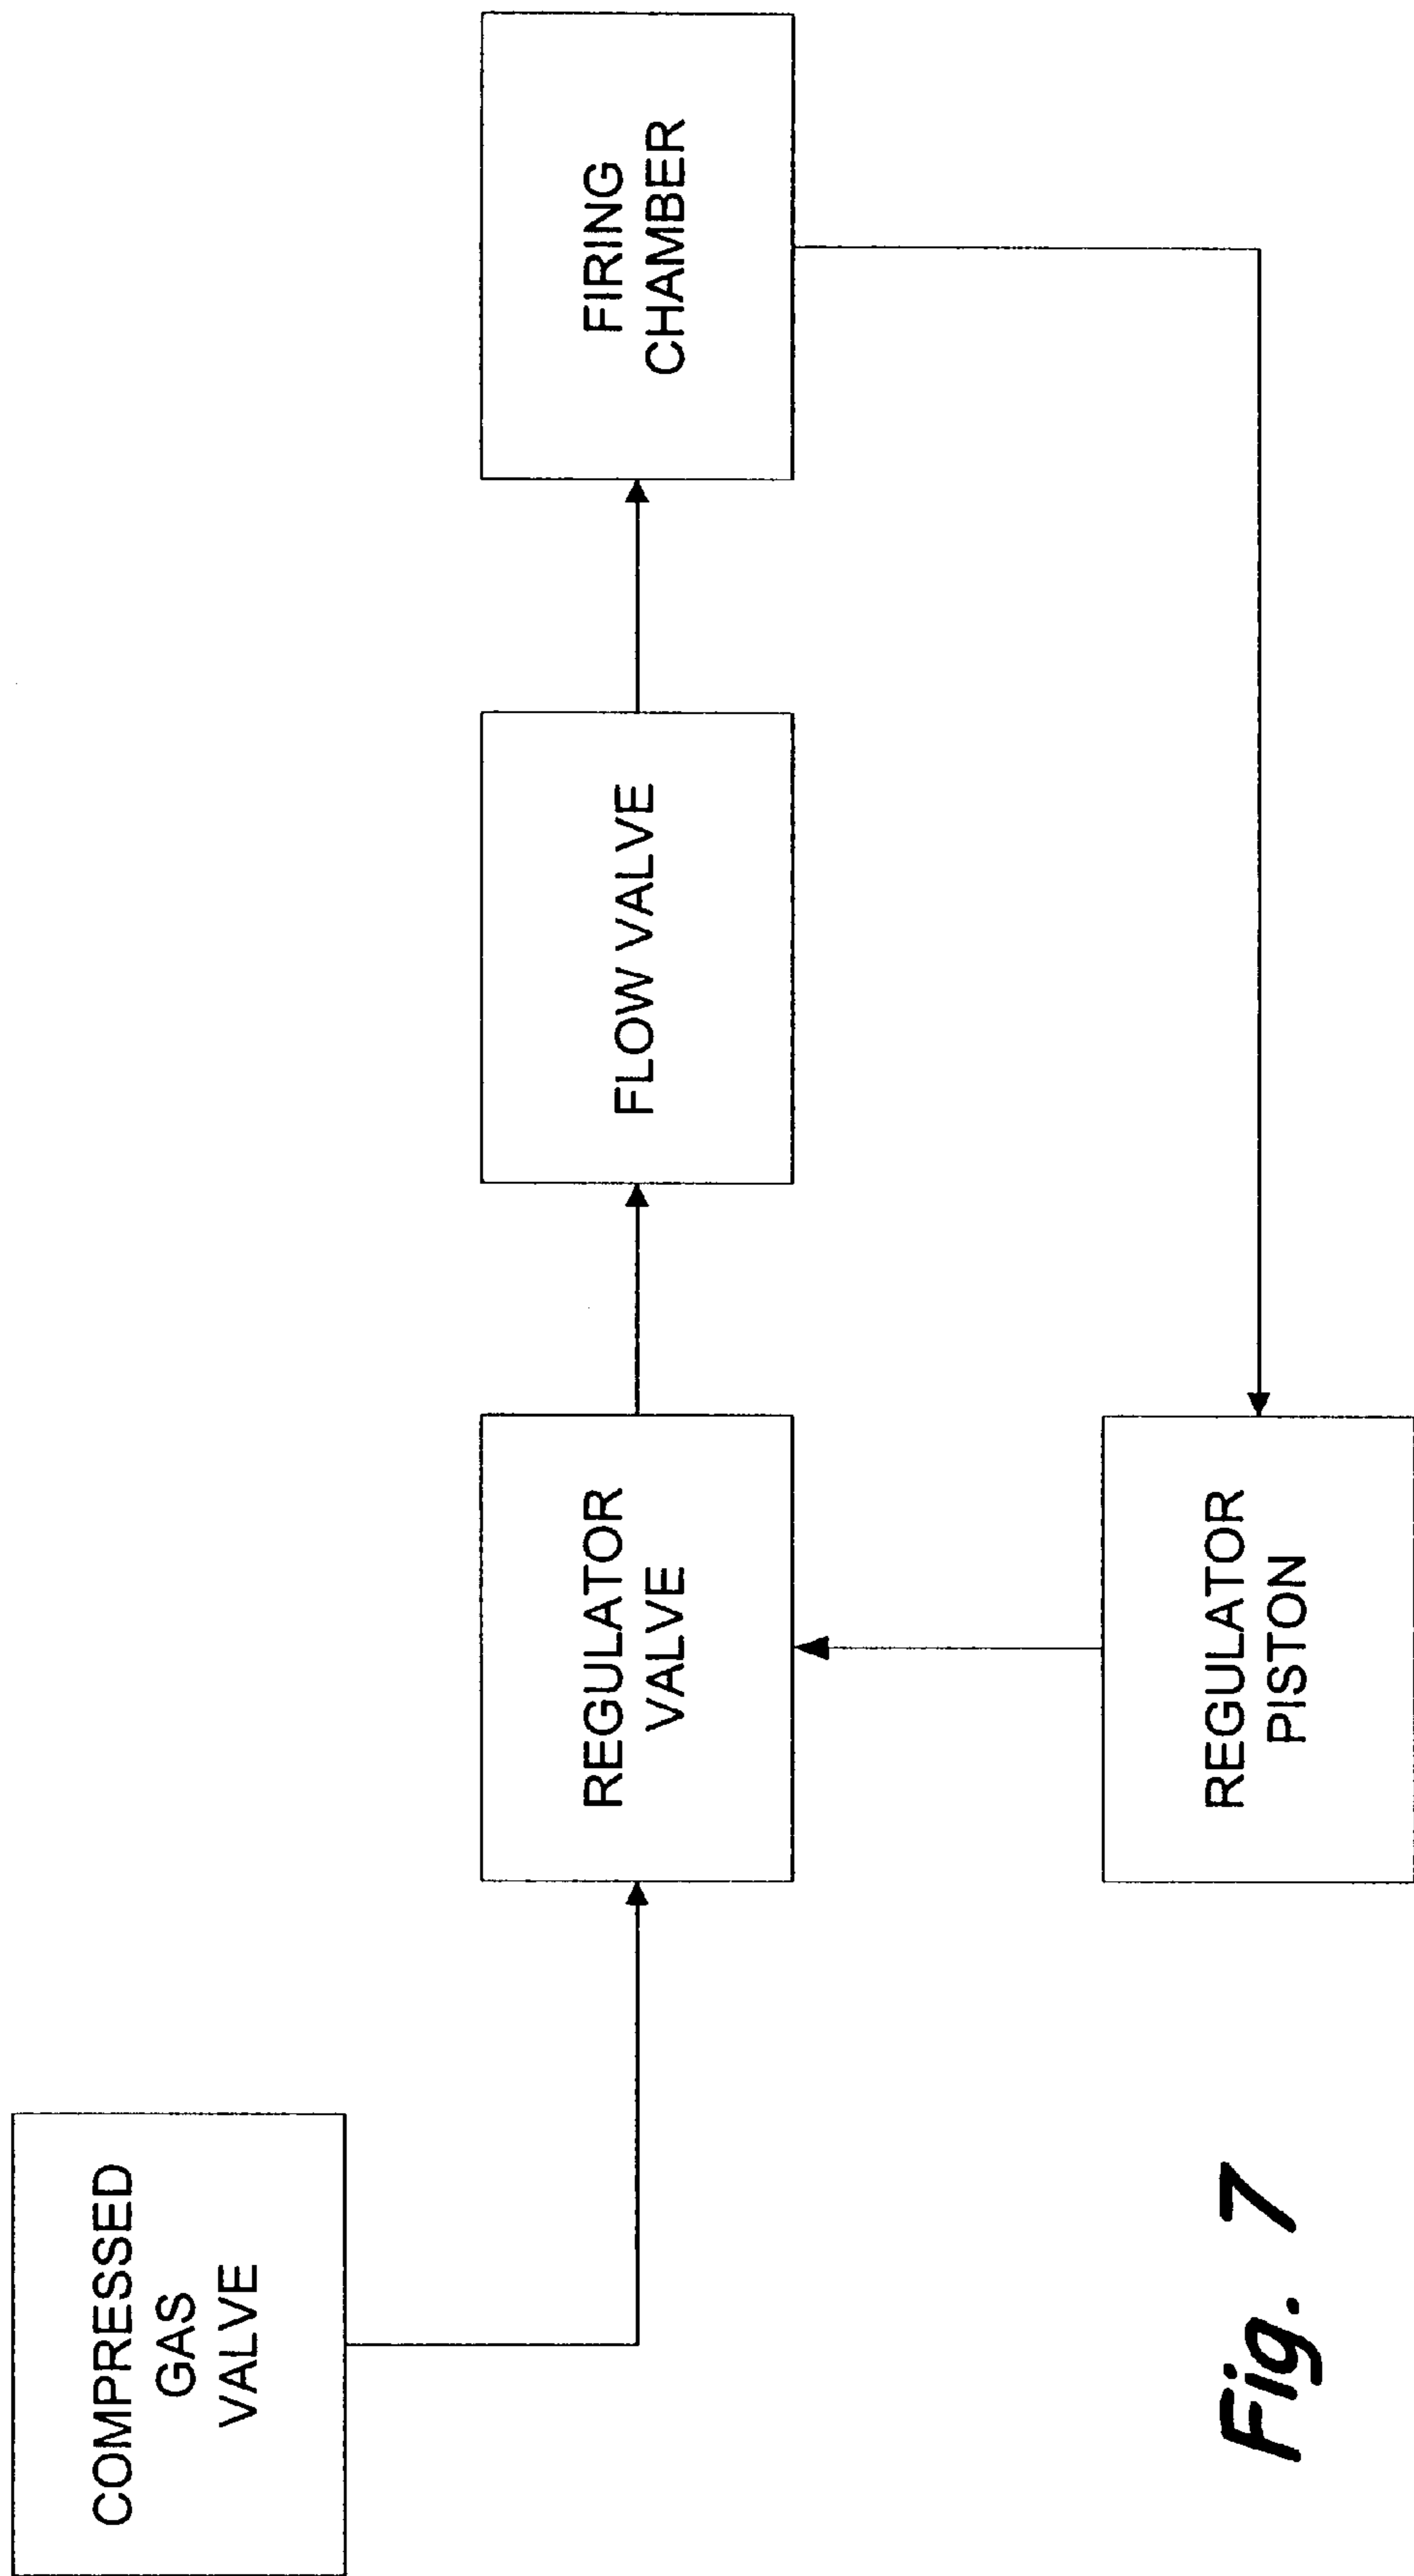 COMPRESSED
GAS
VALVE
REGULATOR
VALVE
FLOW VALVE
FIRING
CHAMBER
REGULATOR
PISTON
Fig. 7